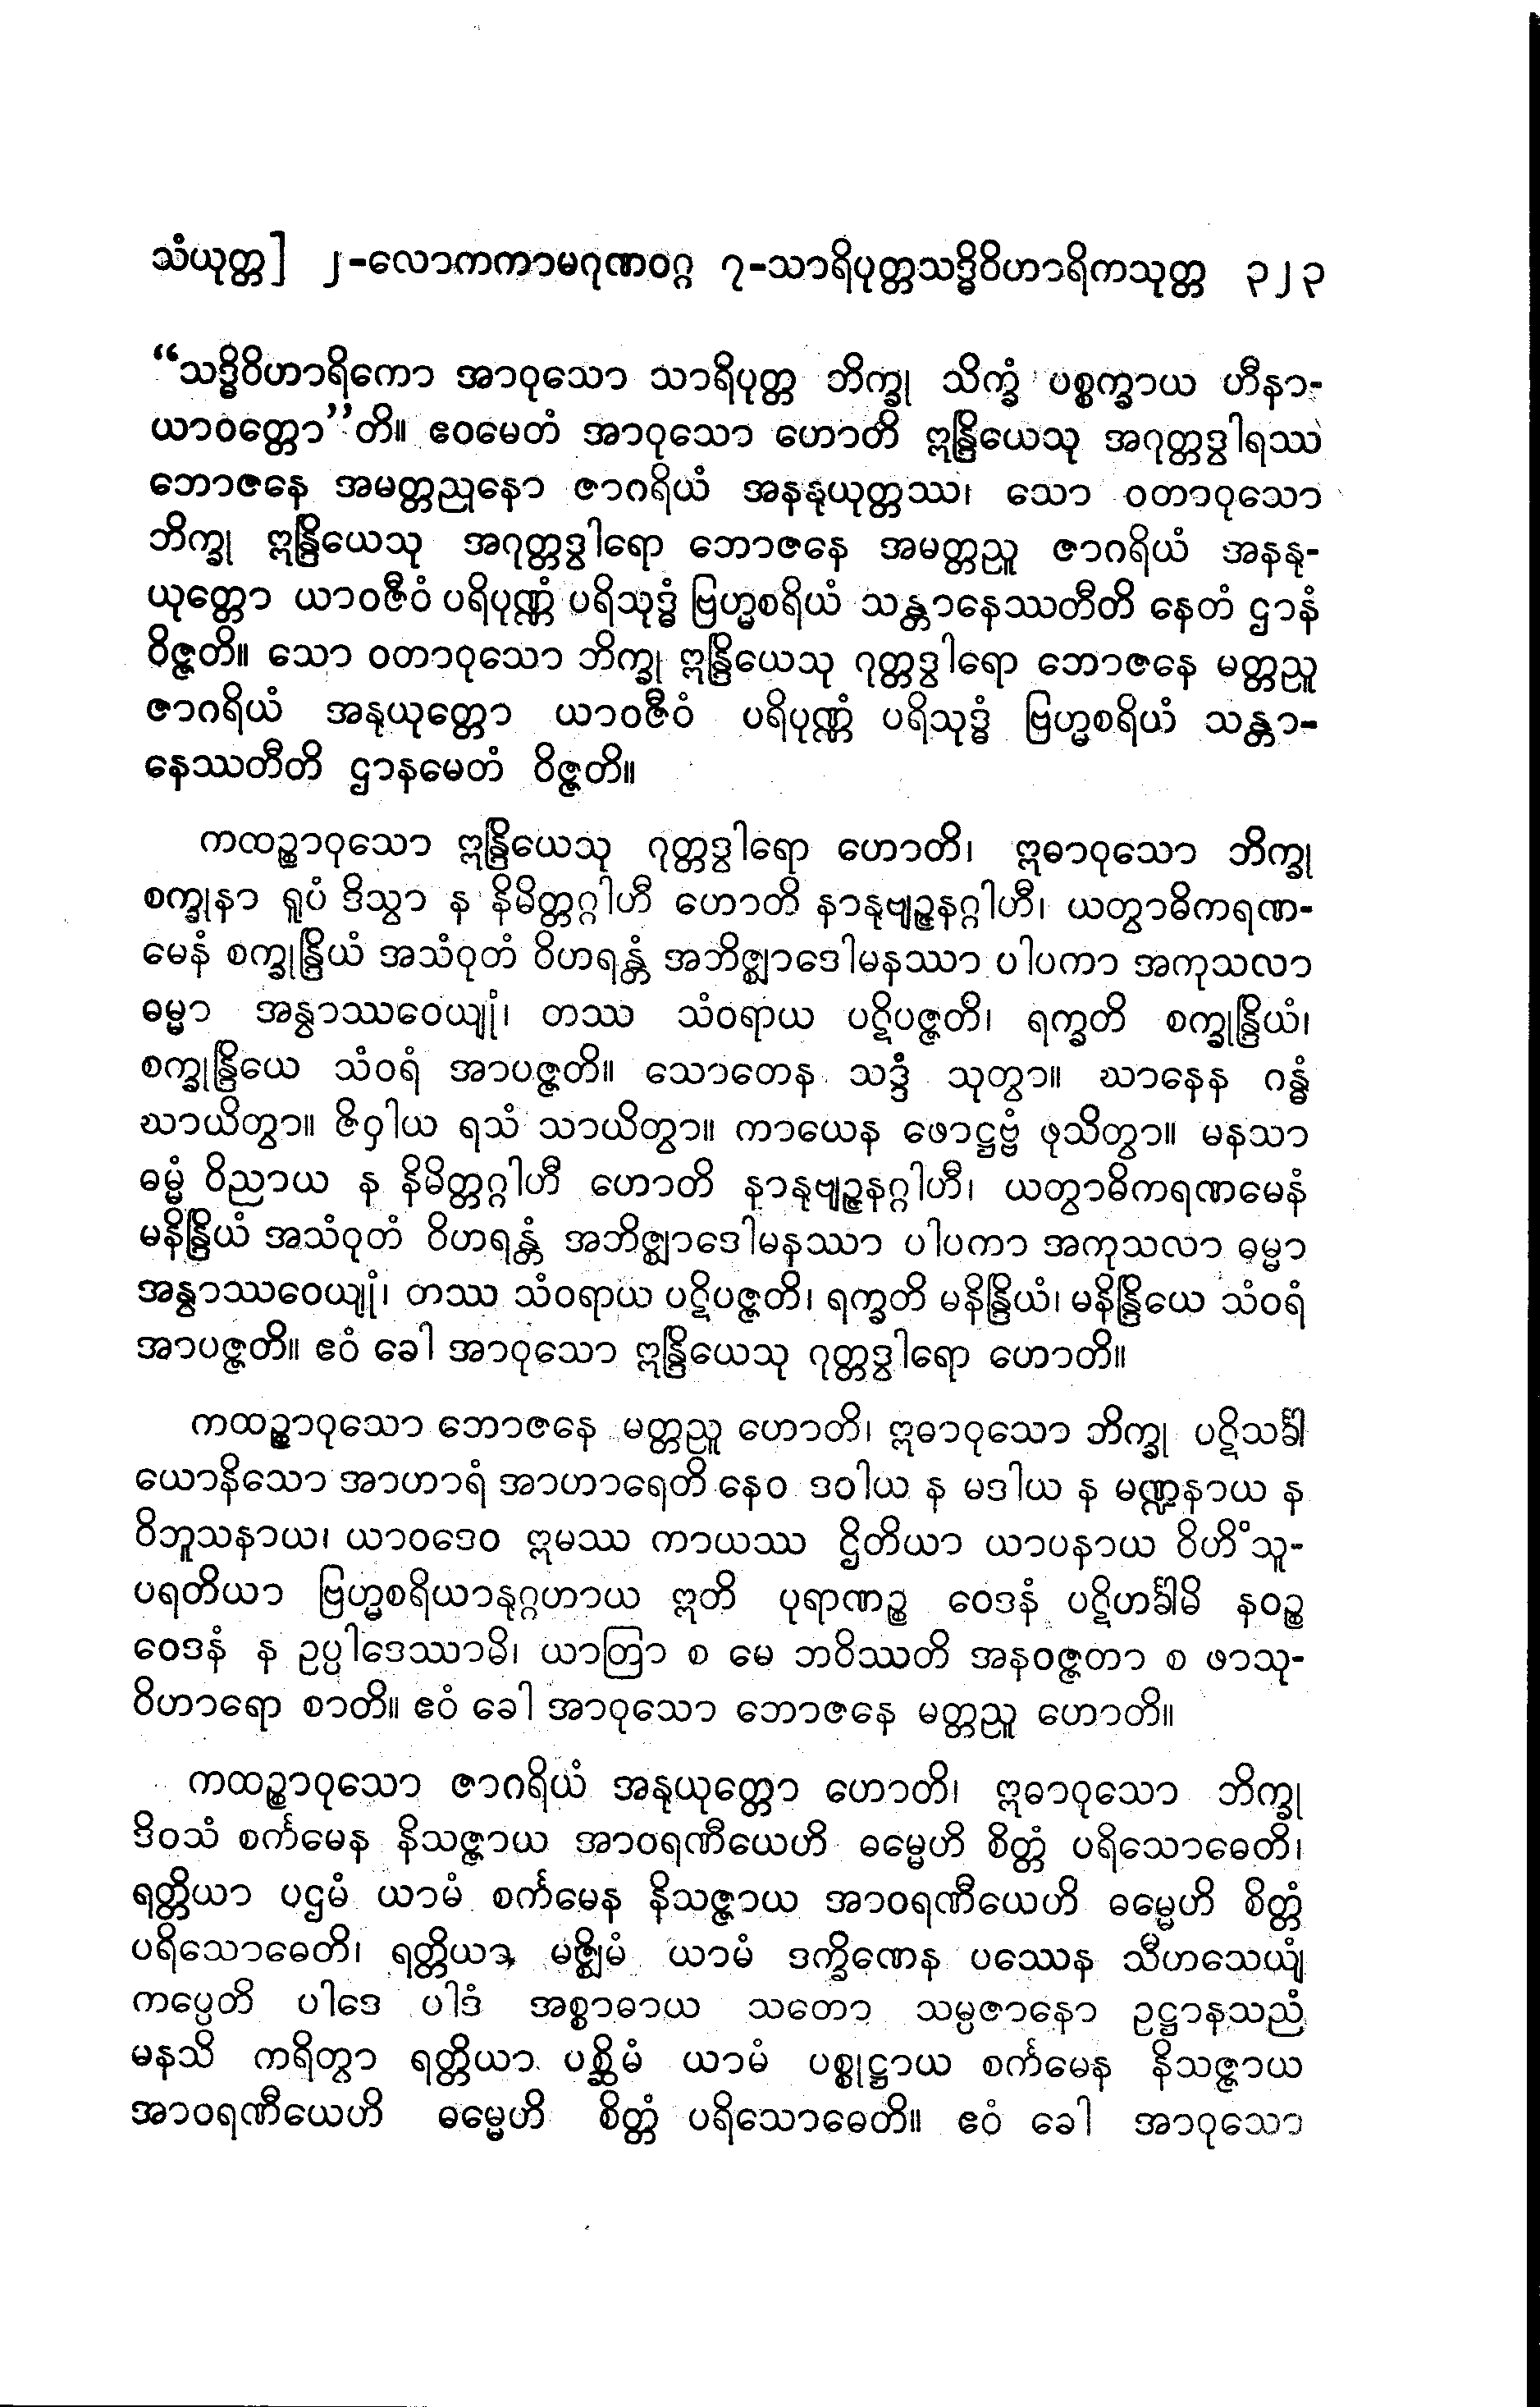 သံယုတ္တ] ၂-လောကကာမဂုဏဝဂ္ဂ ၇-သာရိပုတ္တသဒ္ဓိဝိဟာရိကသုတ္တ ၃၂၃
“သဒ္ဓိဝိဟာရိကော အာဝုသော သာရိပုတ္တ ဘိက္ခု သိက္ခံ ပစ္စက္ခာယ ဟီနာ-
ယာဝတ္တော”တိ။ ဧဝမေတံ အာဝုသော ဟောတိ ဣန္ဒြိယေသု အဂုတ္တဒွါရဿ
ဘောဇနေ အမတ္တညုနော ဇာဂရိယံ အနနုယုတ္တဿ၊ သော ဝတာဝုသော
ဘိက္ခု ဣန္ဒြိယေသု အဂုတ္တဒွါရော ဘောဇနေ အမတ္တညူ ဇာဂရိယံ အနနု-
ယုတ္တော ယာဝဇီဝံ ပရိပုဏ္ဏံ ပရိသုဒ္ဓံ ဗြဟ္မစရိယံ သန္တာနေဿတီတိ နေတံ ဌာနံ
ဝိဇ္ဇတိ။ သော ဝတာဝုသော ဘိက္ခု ဣန္ဒြိယေသု ဂုတ္တဒွါရော ဘောဇနေ မတ္တညူ
ဇာဂရိယံ အနုယုတ္တော ယာဝဇီဝံ ပရိပုဏ္ဏံ ပရိသုဒ္ဓံ ဗြဟ္မစရိယံ သန္တာ-
နေဿတီတိ ဌာနမေတံ ဝိဇ္ဇတိ။
ကထဉ္စာဝုသော ဣန္ဒြိယေသု ဂုတ္တဒွါရော ဟောတိ၊ ဣဓာဝုသော ဘိက္ခု
စက္ခုနာ ရူပံ ဒိသွာ န နိမိတ္တဂ္ဂါဟီ ဟောတိ နာနုဗျဉ္ဇနဂ္ဂါဟီ၊ ယတွာဓိကရဏ-
မေနံ စက္ခုန္ဒြိယံ အသံဝုတံ ဝိဟရန္တံ အဘိဇ္ဈာဒေါမနဿာ ပါပကာ အကုသလာ
ဓမ္မာ အနွာဿဝေယျုံ၊ တဿ သံဝရာယ ပဋိပဇ္ဇတိ၊ ရက္ခတိ စက္ခုန္ဒြိယံ၊
စက္ခုန္ဒြိယေ သံဝရံ အာပဇ္ဇတိ။ သောတေန သဒ္ဒံ သုတွာ။ ဃာနေန ဂန္ဓံ
ဃာယိတွာ။ ဇိဝှါယ ရသံ သာယိတွာ။ ကာယေန ဖောဋ္ဌဗ္ဗံ ဖုသိတွာ။ မနသာ
ဓမ္မံ ဝိညာယ န နိမိတ္တဂ္ဂါဟီ ဟောတိ နာနုဗျဉ္ဇနဂ္ဂါဟီ၊ ယတွာဓိကရဏမေနံ
မနိန္ဒြိယံ အသံဝုတံ ဝိဟရန္တံ အဘိဇ္ဈာဒေါမနဿာ ပါပကာ အကုသလာ ဓမ္မာ
အနွာဿဝေယျုံ၊ တဿ သံဝရာယ ပဋိပဇ္ဇတိ၊ ရက္ခတိ မနိန္ဒြိယံ၊ မနိန္ဒြိယေ သံဝရံ
အာပဇ္ဇတိ။ ဧဝံ ခေါ အာဝုသော ဣန္ဒြိယေသု ဂုတ္တဒွါရော ဟောတိ။
ကထဉ္စာဝုသော ဘောဇနေ မတ္တညူ ဟောတိ၊ ဣဓာဝုသော ဘိက္ခု ပဋိသင်္ခါ
ယောနိသော အာဟာရံ အာဟာရေတိ နေဝ ဒဝါယ န မဒါယ န မဏ္ဍနာယ န
ဝိဘူသနာယ၊ ယာဝဒေဝ ဣမဿ ကာယဿ ဌိတိယာ ယာပနာယ ဝိဟိံသူ-
ပရတိယာ ဗြဟ္မစရိယာနုဂ္ဂဟာယ ဣတိ ပုရာဏဉ္စ ဝေဒနံ ပဋိဟင်္ခါမိ နဝဉ္စ
ဝေဒနံ န ဥပ္ပါဒေဿာမိ၊ ယာတြာ စ မေ ဘဝိဿတိ အနဝဇ္ဇတာ စ ဖာသု-
ဝိဟာရော စာတိ။ ဧဝံ ခေါ အာဝုသော ဘောဇနေ မတ္တညူ ဟောတိ။
ကထဉ္စာဝုသော ဇာဂရိယံ အနုယုတ္တော ဟောတိ၊ ဣဓာဝုသော ဘိက္ခု
ဒိဝသံ စင်္ကမေန နိသဇ္ဇာယ အာဝရဏီယေဟိ ဓမ္မေဟိ စိတ္တံ ပရိသောဓေတိ၊
ရတ္တိယာ ပဌမံ ယာမံ စင်္ကမေန နိသဇ္ဇာယ အာဝရဏီယေဟိ ဓမ္မေဟိ စိတ္တံ
ပရိသောဓေတိ၊ ရတ္တိယာ မဇ္ဈိမံ ယာမံ ဒက္ခိဏေန ပဿေန သီဟသေယျံ
ကပ္ပေတိ ပါဒေ ပါဒံ အစ္စာဓာယ သတော သမ္ပဇာနော ဥဋ္ဌာနသညံ
မနသိ ကရိတွာ ရတ္တိယာ ပစ္ဆိမံ ယာမံ ပစ္စုဋ္ဌာယ စင်္ကမေန နိသဇ္ဇာယ
အာဝရဏီယေဟိ ဓမ္မေဟိ စိတ္တံ ပရိသောဓေတိ။ ဧဝံ ခေါ အာဝုသော